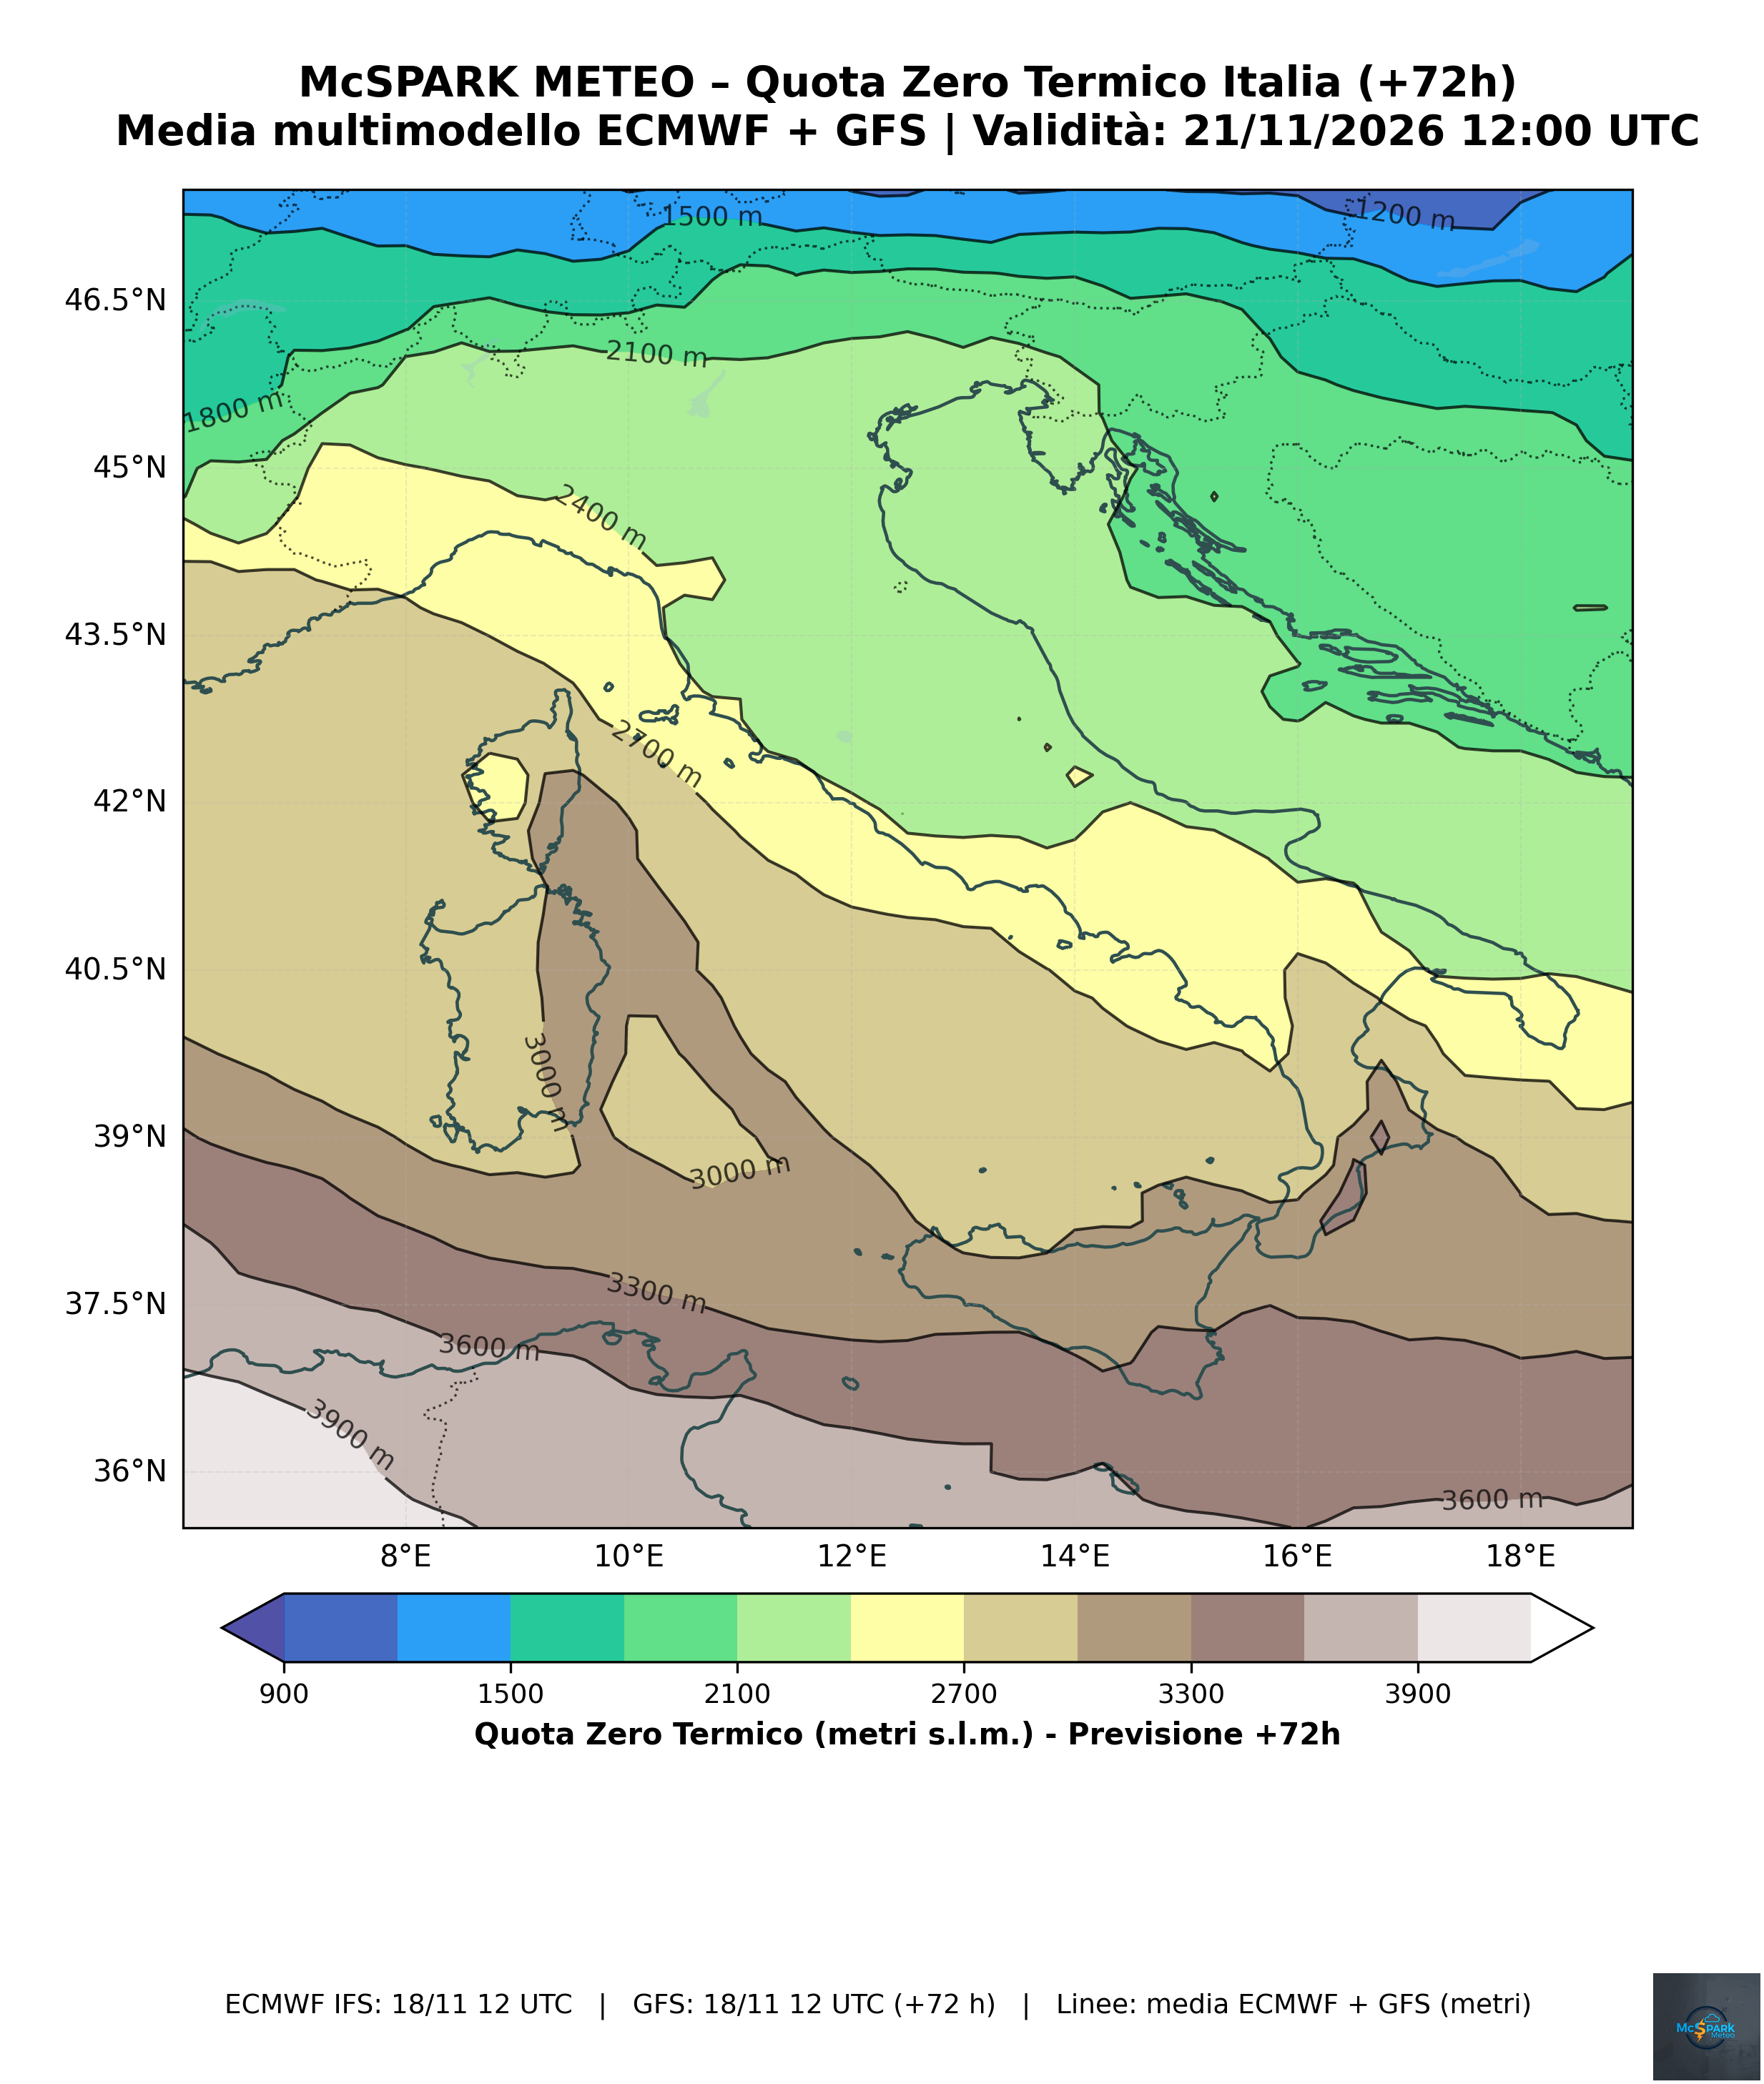 McSPARK METEO – Quota Zero Termico Italia (+72h)
Media multimodello ECMWF + GFS | Validità: 21/11/2026 12:00 UTC
1500 m
1200 m
46.5°N
2100 m
1800 m
45°N
2400 m
43.5°N
2700 m
42°N
40.5°N
3000 m
39°N
3000 m
37.5°N
3300 m
3600 m
3900 m
36°N
3600 m
8°E 10°E 12°E 14°E 16°E 18°E
900 1500 2100 2700 3300 3900
Quota Zero Termico (metri s.l.m.) - Previsione +72h
ECMWF IFS: 18/11 12 UTC | GFS: 18/11 12 UTC (+72 h) | Linee: media ECMWF + GFS (metri)
McSPARK
Meteo